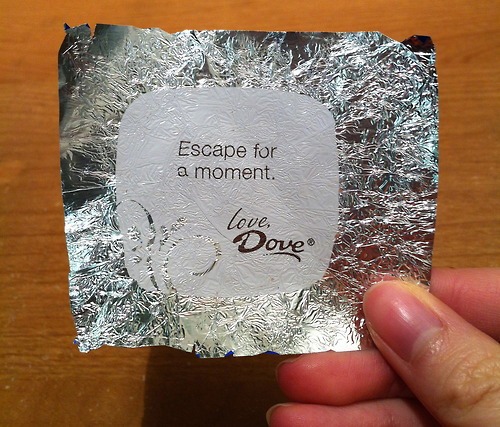 Escape for
a moment.
love,
Dove®